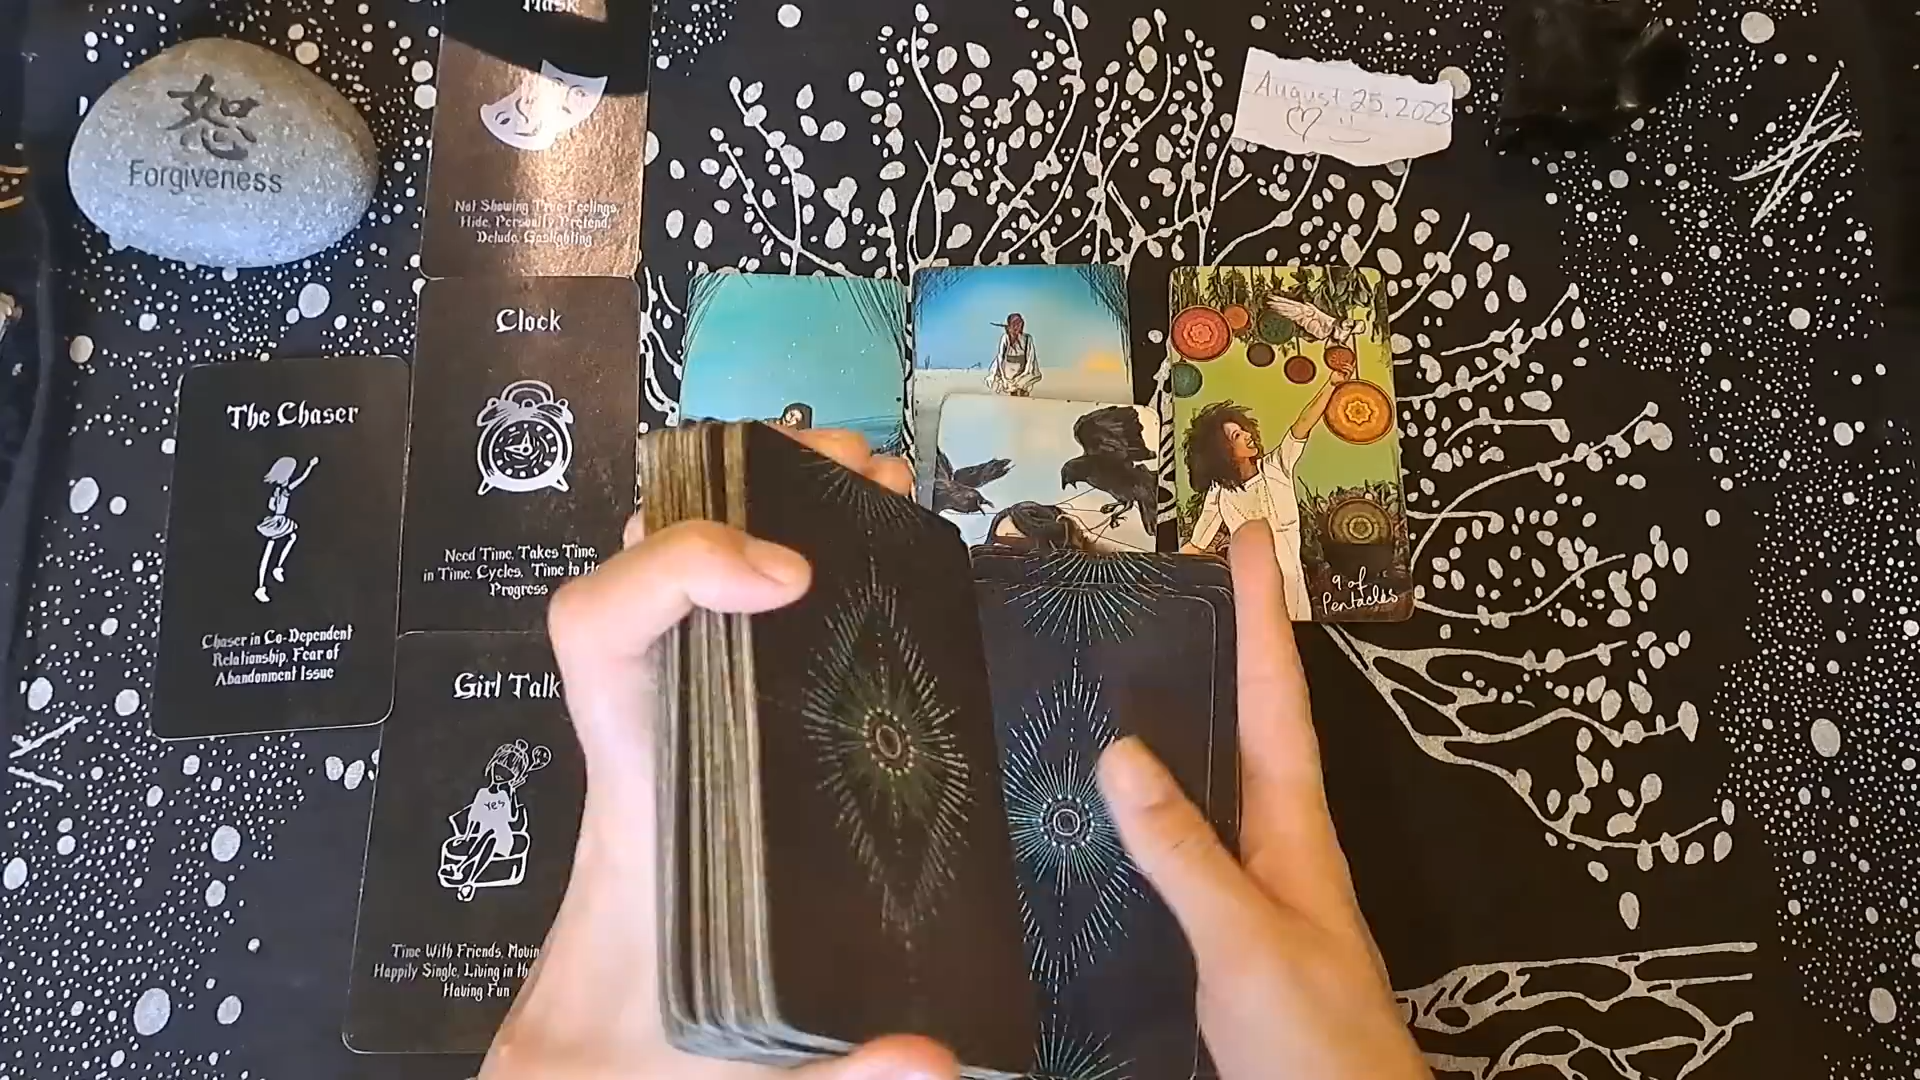 Mask
Not Showing True Feelings,
Hide, Personify, Pretend,
Delude, Gaslighting
恕
Forgiveness
August 25, 2023
Clock
Need Time, Takes Time,
in Time, Cycles, Time to
Progress
The Chaser
Chaser in Co-Dependent
Relationship, Fear of
Abandonment Issue
Girl Talk
Yes
Time With Friends,
Happily Single, Living in
Having Fun
9 of
Pentacles